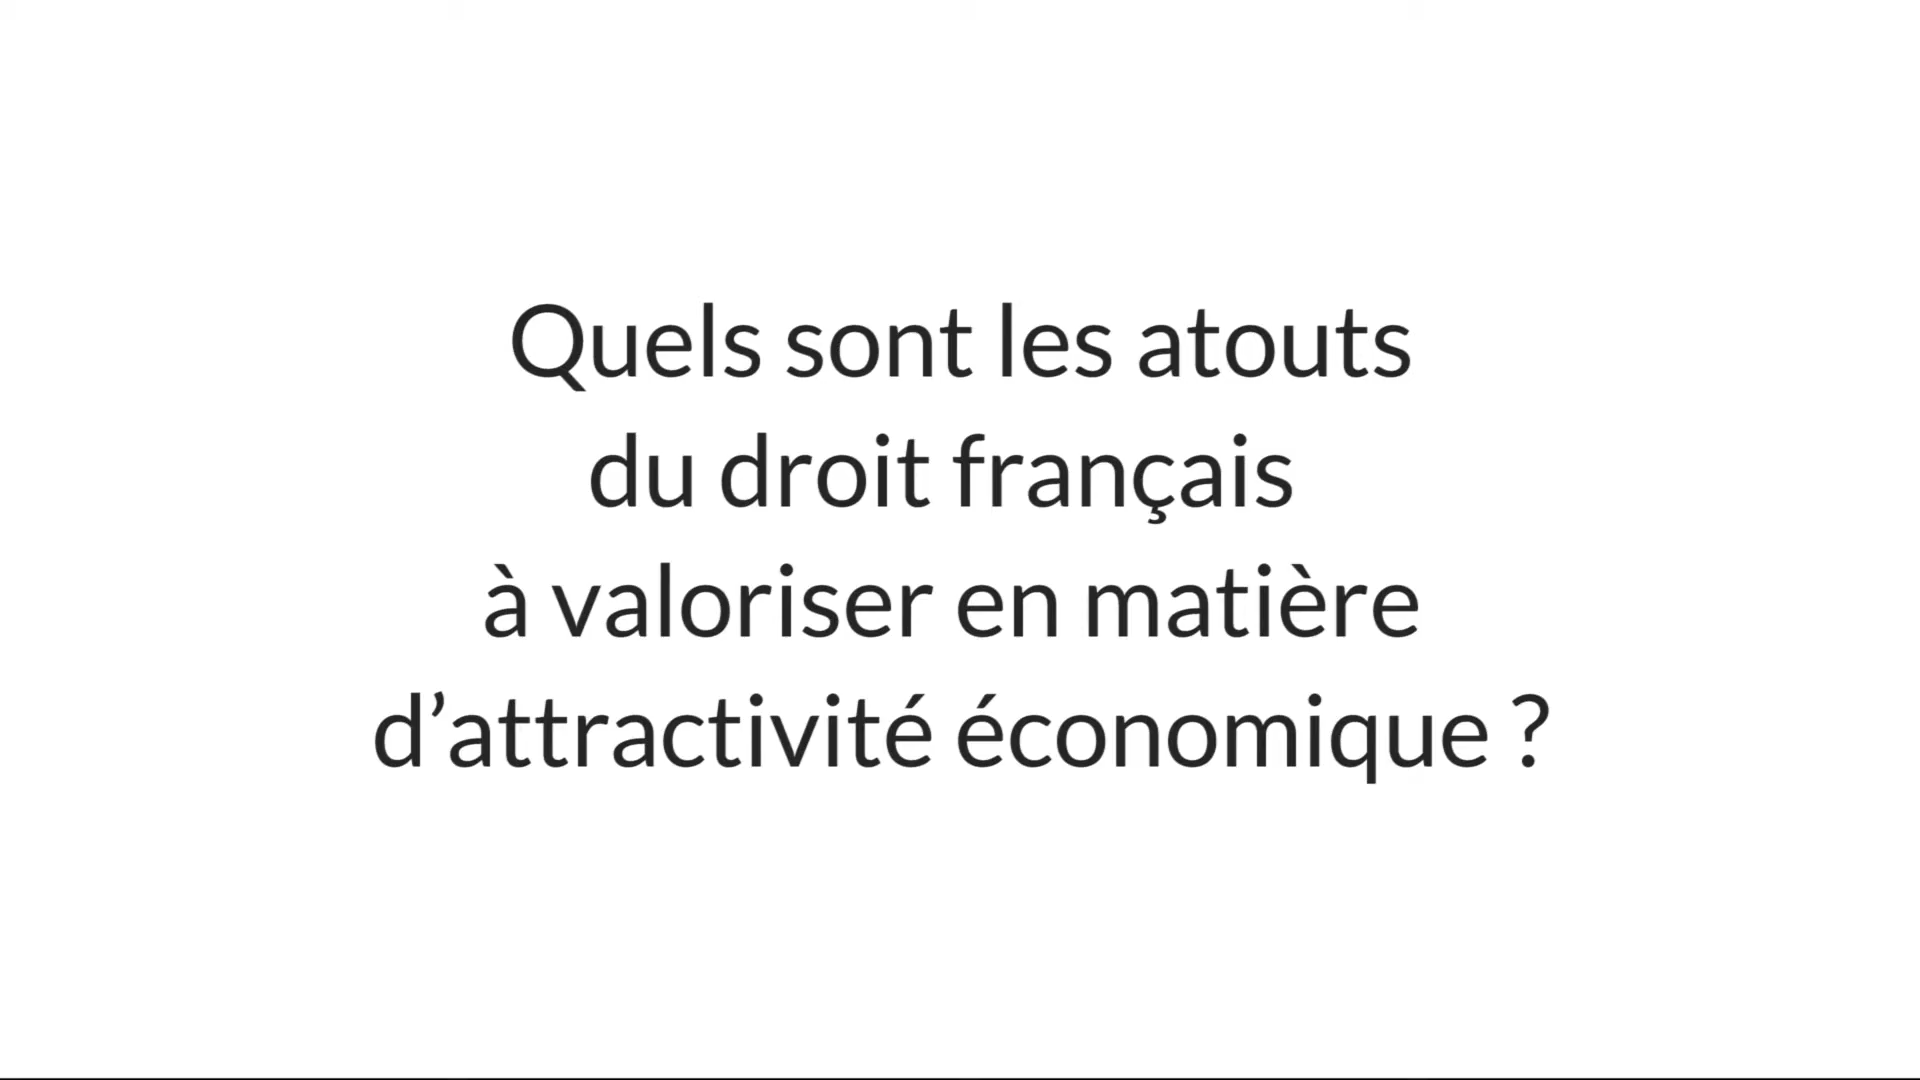 Quels sont les atouts
du droit français
à valoriser en matière
d’attractivité économique ?